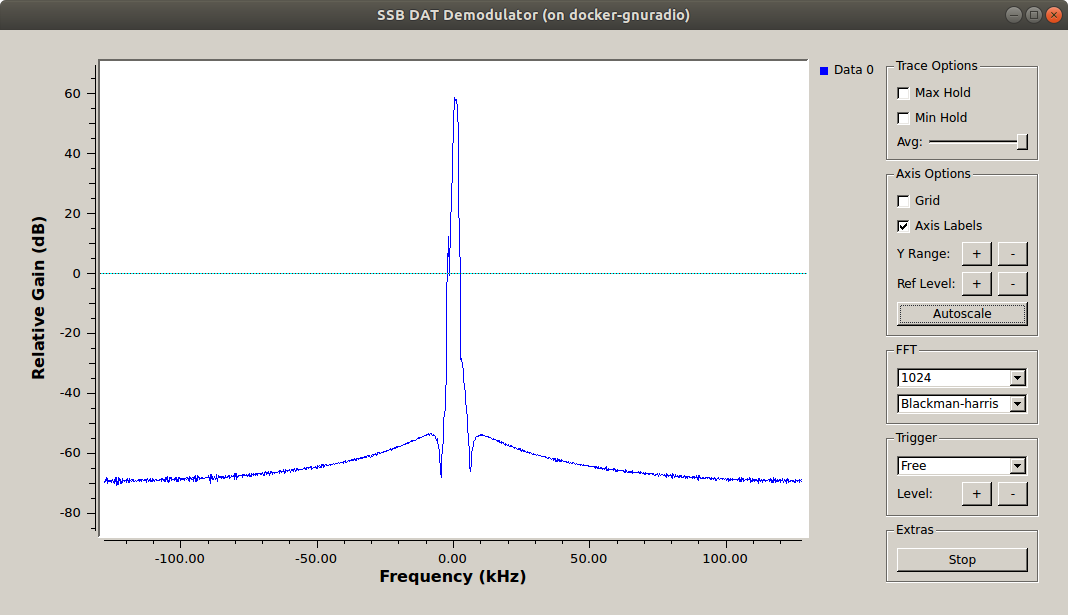 SSB DAT Demodulator (on docker-gnuradio)
Relative Gain (dB)
60
40
20
0
-20
-40
-60
-80
-100.00
-50.00
0.00
50.00
100.00
Frequency (kHz)
Data 0
Trace Options
Max Hold
Min Hold
Avg:
Axis Options
Grid
Axis Labels
Y Range: + -
Ref Level: + -
Autoscale
FFT
1024
Blackman-harris
Trigger
Free
Level: + -
Extras
Stop